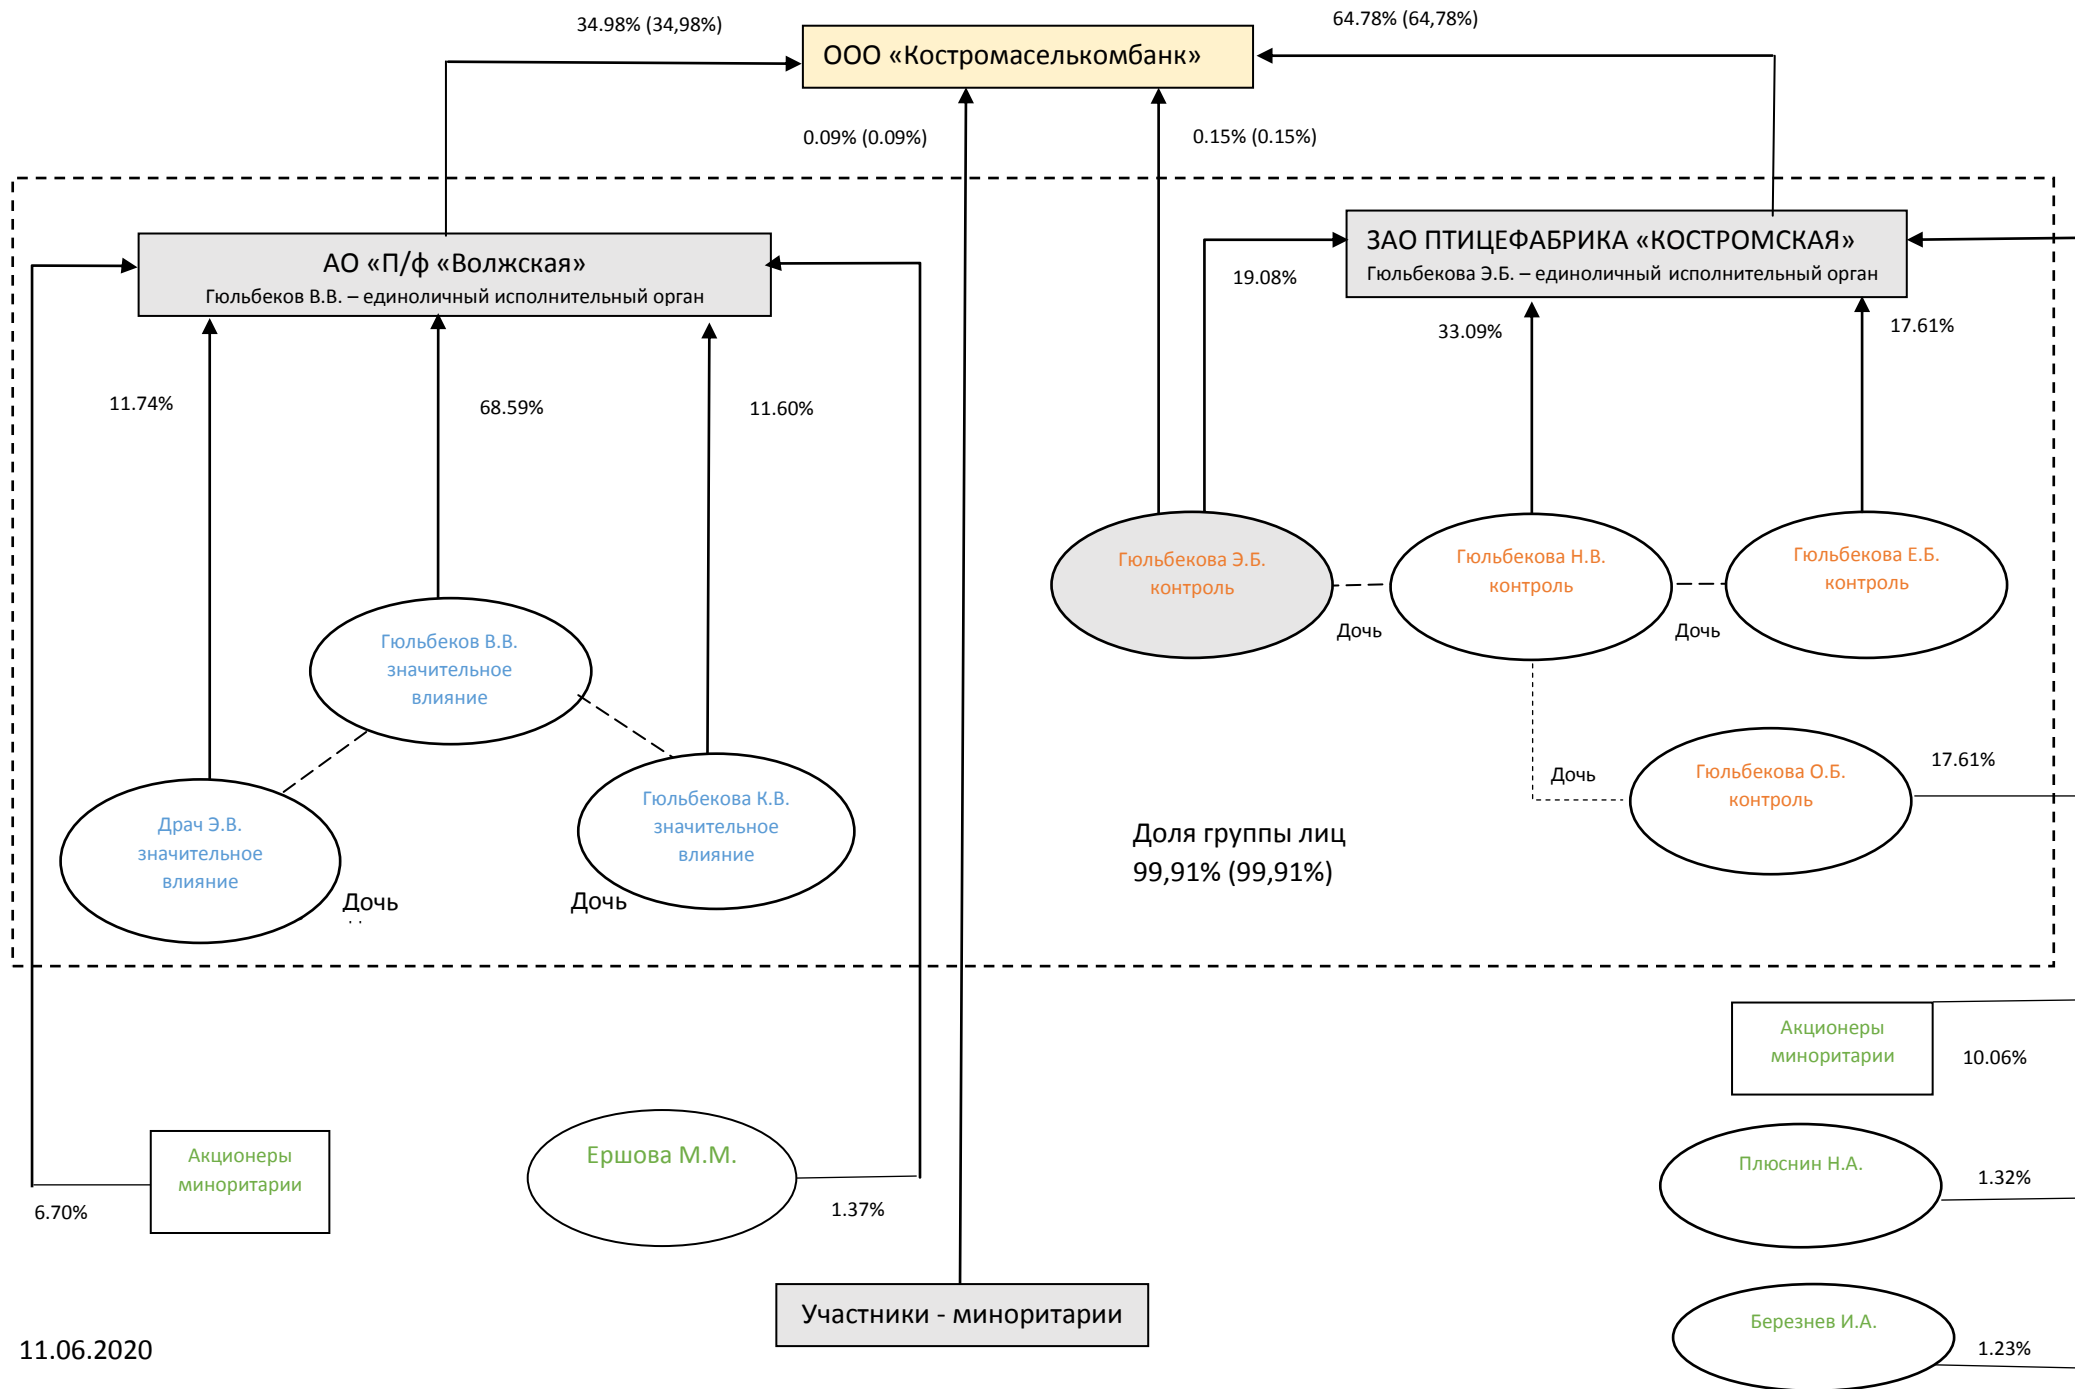 34.98% (34,98%)
ООО «Костромаселькомбанк»
64.78% (64,78%)
0.09% (0.09%)
0.15% (0.15%)
АО «П/ф «Волжская»
Гюльбеков В.В. – единоличный исполнительный орган
ЗАО ПТИЦЕФАБРИКА «КОСТРОМСКАЯ»
Гюльбекова Э.Б. – единоличный исполнительный орган
19.08%
33.09%
17.61%
11.74%
68.59%
11.60%
Гюльбекова Э.Б.
контроль
Дочь
Гюльбекова Н.В.
контроль
Дочь
Гюльбекова Е.Б.
контроль
Гюльбеков В.В.
значительное
влияние
Драч Э.В.
значительное
влияние
Дочь
Гюльбекова К.В.
значительное
влияние
Дочь
Дочь
Гюльбекова О.Б.
контроль
17.61%
Доля группы лиц
99,91% (99,91%)
Акционеры
миноритарии
10.06%
Акционеры
миноритарии
6.70%
Ершова М.М.
1.37%
Плюснин Н.А.
1.32%
Участники - миноритарии
Березнев И.А.
1.23%
11.06.2020